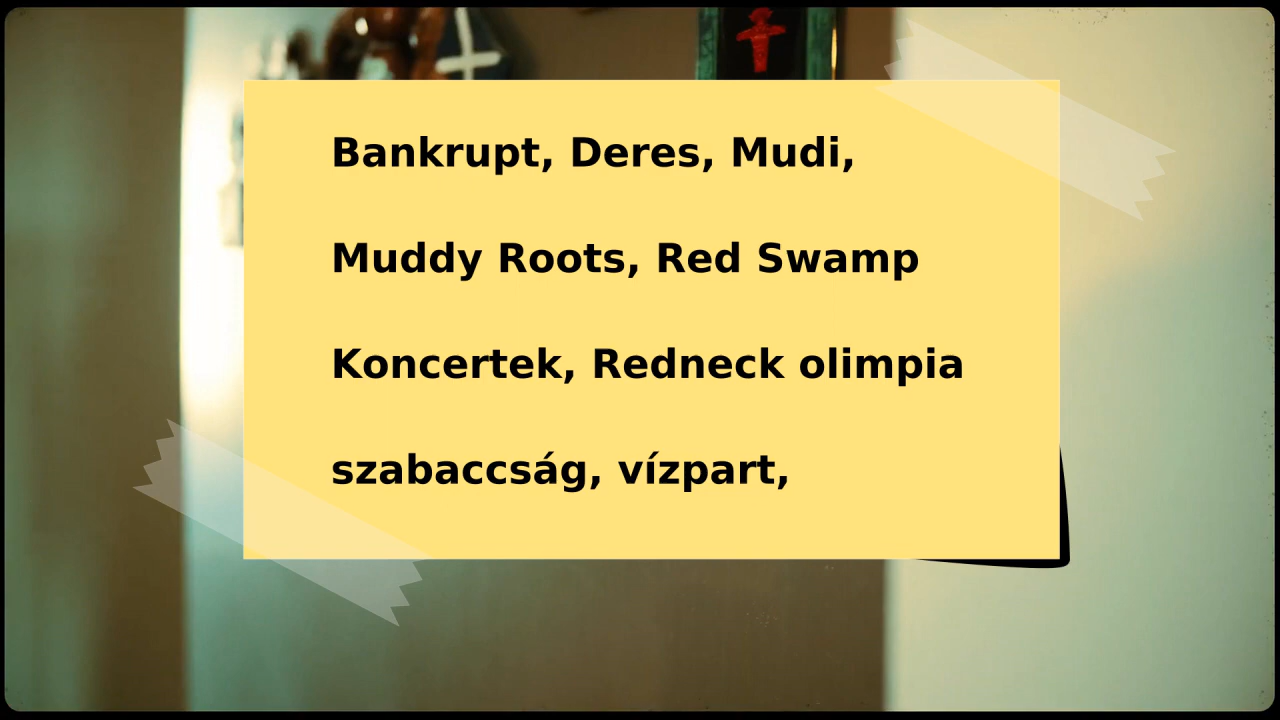 Bankrupt, Deres, Mudi,
Muddy Roots, Red Swamp
Koncertek, Redneck olimpia
szabaccság, vízpart,